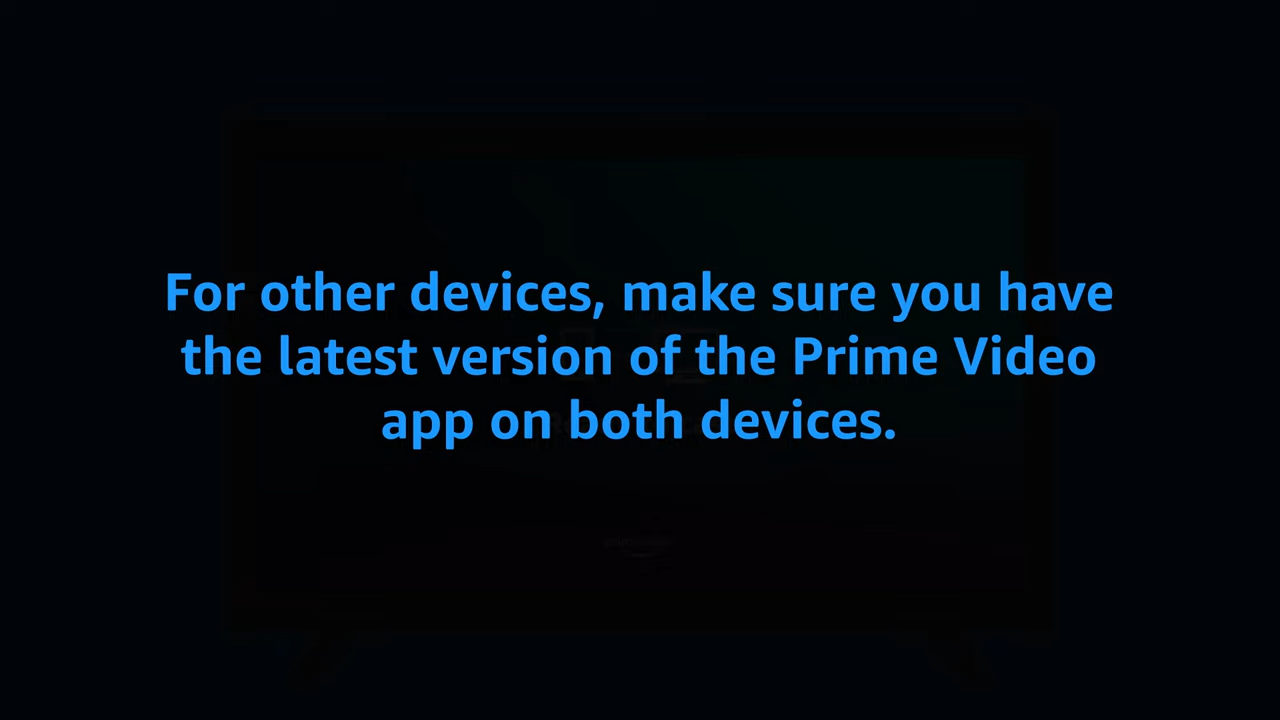 For other devices, make sure you have
the latest version of the Prime Video
app on both devices.